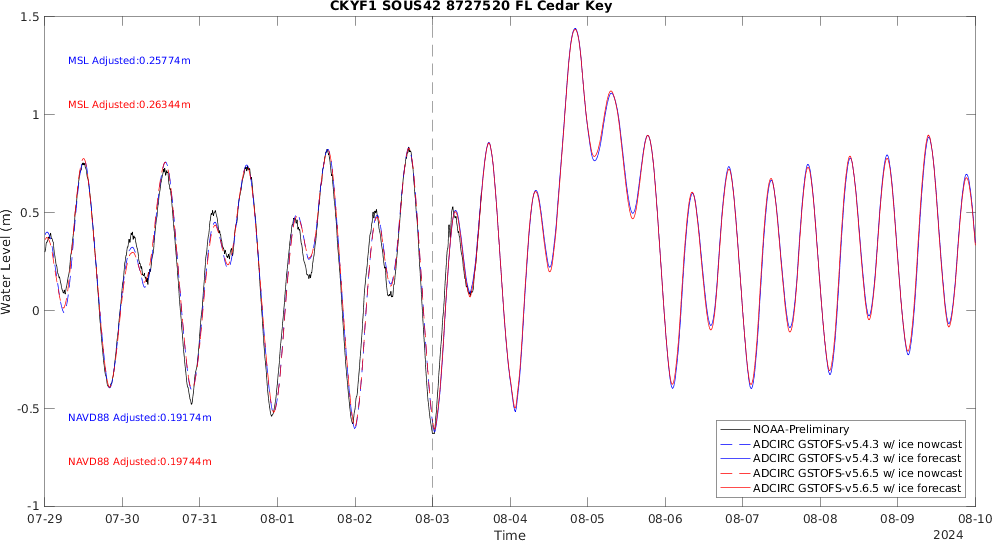 CKYF1 SOUS42 8727520 FL Cedar Key
1.5
1
0.5
0
-0.5
-1
Water Level (m)
MSL Adjusted:0.25774m
MSL Adjusted:0.26344m
NAVD88 Adjusted:0.19174m
NAVD88 Adjusted:0.19744m
NOAA-Preliminary
ADCIRC GSTOFS-v5.4.3 w/ ice nowcast
ADCIRC GSTOFS-v5.4.3 w/ ice forecast
ADCIRC GSTOFS-v5.6.5 w/ ice nowcast
ADCIRC GSTOFS-v5.6.5 w/ ice forecast
07-29 07-30 07-31 08-01 08-02 08-03 08-04 08-05 08-06 08-07 08-08 08-09 08-10
Time
2024